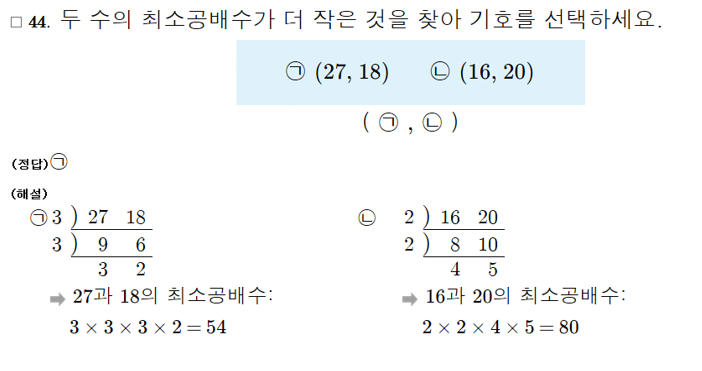 □ 44. 두 수의 최소공배수가 더 작은 것을 찾아 기호를 선택하세요.
㉠ (27, 18) ㉡ (16, 20)
( ㉠ , ㉡ )
(정답)㉠
(해설)
㉠ 3 ) 27 18
3 ) 9 6
3 2
➡ 27과 18의 최소공배수:
3 × 3 × 3 × 2 = 54
㉡ 2 ) 16 20
2 ) 8 10
4 5
➡ 16과 20의 최소공배수:
2 × 2 × 4 × 5 = 80